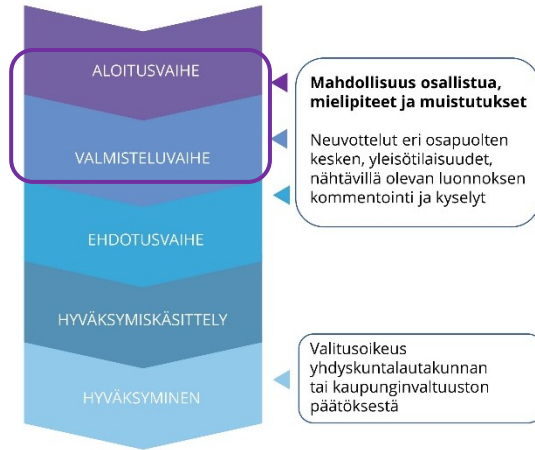 ALOITUSVAIHE
VALMISTELUVAIHE
EHDOTUSVAIHE
HYVÄKSYMISKÄSITTELY
HYVÄKSYMINEN
Mahdollisuus osallistua,
mielipiteet ja muistutukset
Neuvottelut eri osapuolten
kesken, yleisötilaisuudet,
nähtävillä olevan luonnoksen
kommentointi ja kyselyt
Valitusoikeus
yhdyskuntalautakunnan
tai kaupunginvaltuuston
päätöksestä